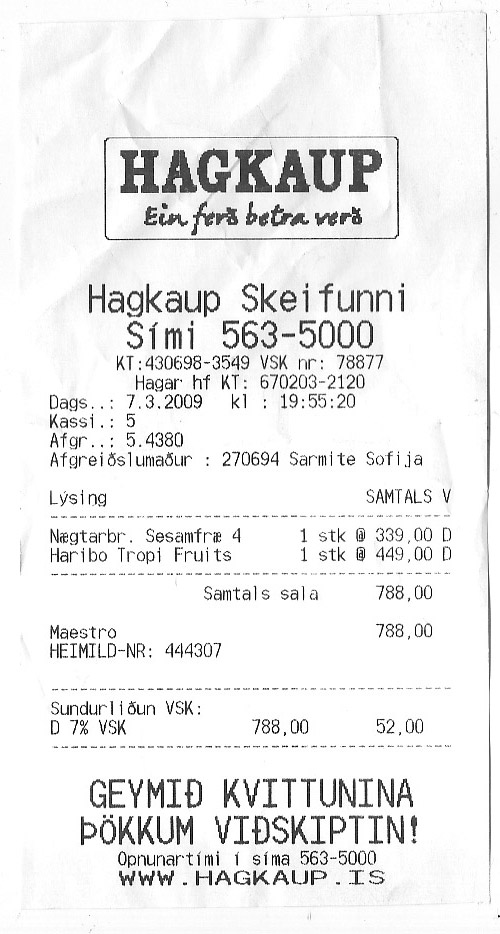 HAGKAUP
Ein ferð betra verð
Hagkaup Skeifunni
Sími 563-5000
KT:430698-3549 VSK nr: 78877
Hagar hf KT: 670203-2120
Dags..: 7.3.2009 kl : 19:55:20
Kassi.: 5
Afgr..: 5.4380
Afgreiðslumaður : 270694 Sarmite Sofija
Lýsing SAMTALS V
Nægtarbr. Sesamfræ 4 1 stk @ 339,00 D
Haribo Tropi Fruits 1 stk @ 449,00 D
Samtals sala 788,00
Maestro 788,00
HEIMILD-NR: 444307
Sundurliðun VSK:
D 7% VSK 788,00 52,00
GEYMIÐ KVITTUNINA
ÞÖKKUM VIÐSKIPTIN!
Opnunartími í síma 563-5000
WWW.HAGKAUP.IS